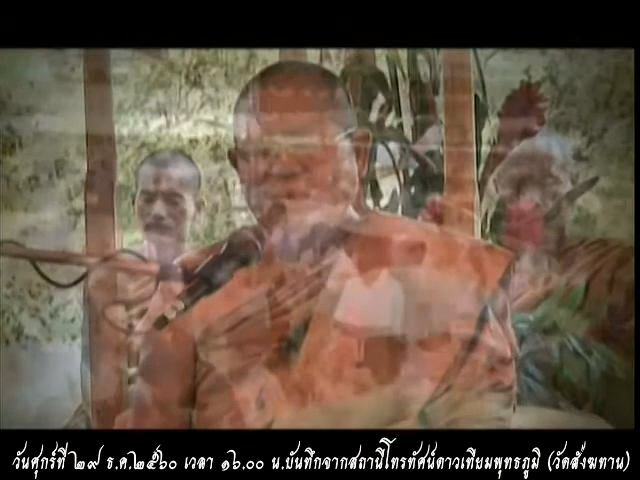 วันศุกร์ที่ ๒๙ ธ.ค.๒๕๖๐ เวลา ๑๖.๐๐ น.บันทึกจากสถานีโทรทัศน์ดาวเทียมพุทธภูมิ (วัดสังฆทาน)